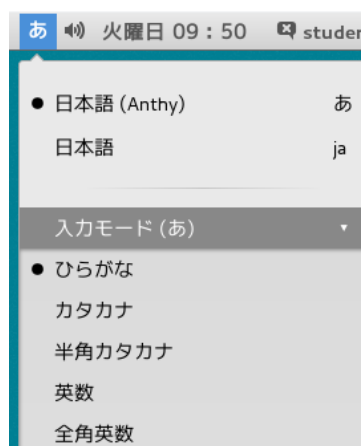 あ 火曜日 09：50 studer
日本語 (Anthy) あ
日本語 ja
入力モード (あ)
ひらがな
カタカナ
半角カタカナ
英数
全角英数